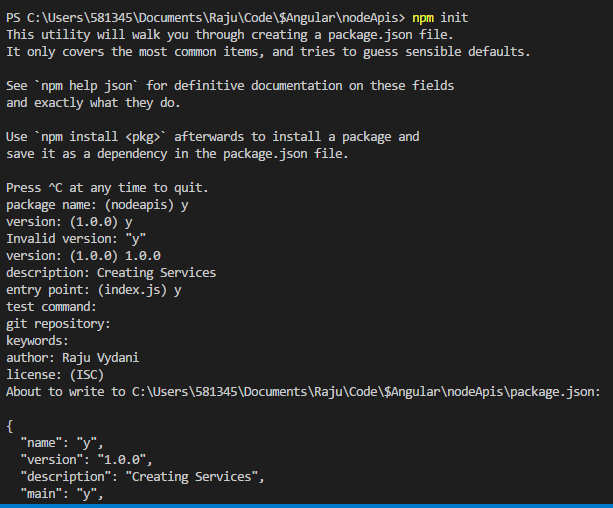 PS C:\Users\581345\Documents\Raju\Code\$Angular\nodeApis> npm init
This utility will walk you through creating a package.json file.
It only covers the most common items, and tries to guess sensible defaults.
See `npm help json` for definitive documentation on these fields
and exactly what they do.
Use `npm install <pkg>` afterwards to install a package and
save it as a dependency in the package.json file.
Press ^C at any time to quit.
package name: (nodeapis) y
version: (1.0.0) y
Invalid version: "y"
version: (1.0.0) 1.0.0
description: Creating Services
entry point: (index.js) y
test command:
git repository:
keywords:
author: Raju Vydani
license: (ISC)
About to write to C:\Users\581345\Documents\Raju\Code\$Angular\nodeApis\package.json:
{
  "name": "y",
  "version": "1.0.0",
  "description": "Creating Services",
  "main": "y",